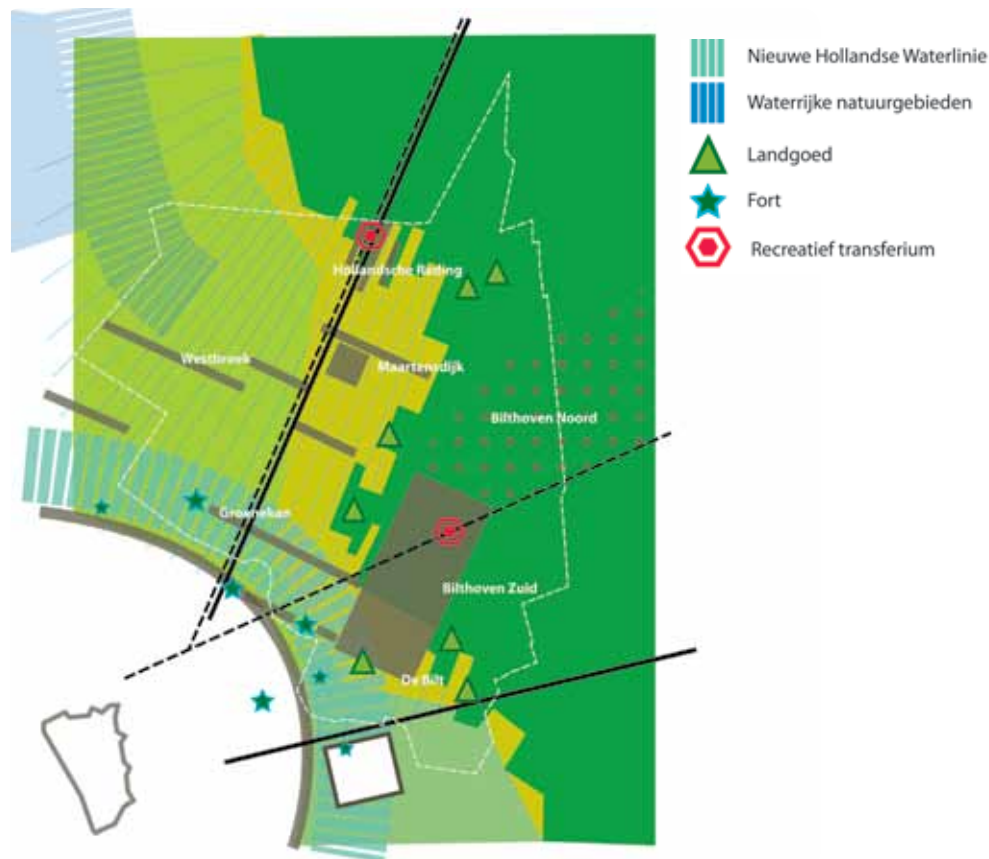 Nieuwe Hollandse Waterlinie
Waterrijke natuurgebieden
Landgoed
Fort
Recreatief transferium
Hollandsche Rading
Westbroek
Maartensdijk
Bilthoven Noord
Groenekan
Bilthoven Zuid
De Bilt